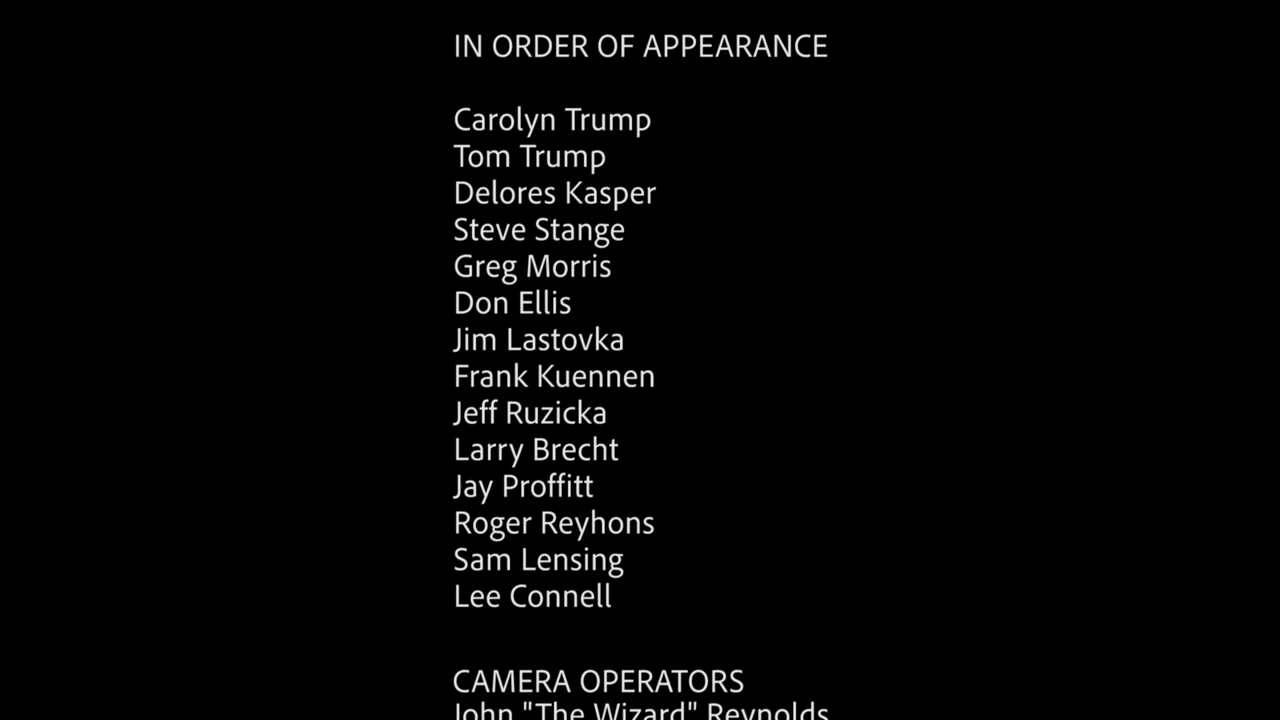 IN ORDER OF APPEARANCE
Carolyn Trump
Tom Trump
Delores Kasper
Steve Stange
Greg Morris
Don Ellis
Jim Lastovka
Frank Kuennen
Jeff Ruzicka
Larry Brecht
Jay Proffitt
Roger Reyhons
Sam Lensing
Lee Connell
CAMERA OPERATORS
John "The Wizard" Reynolds